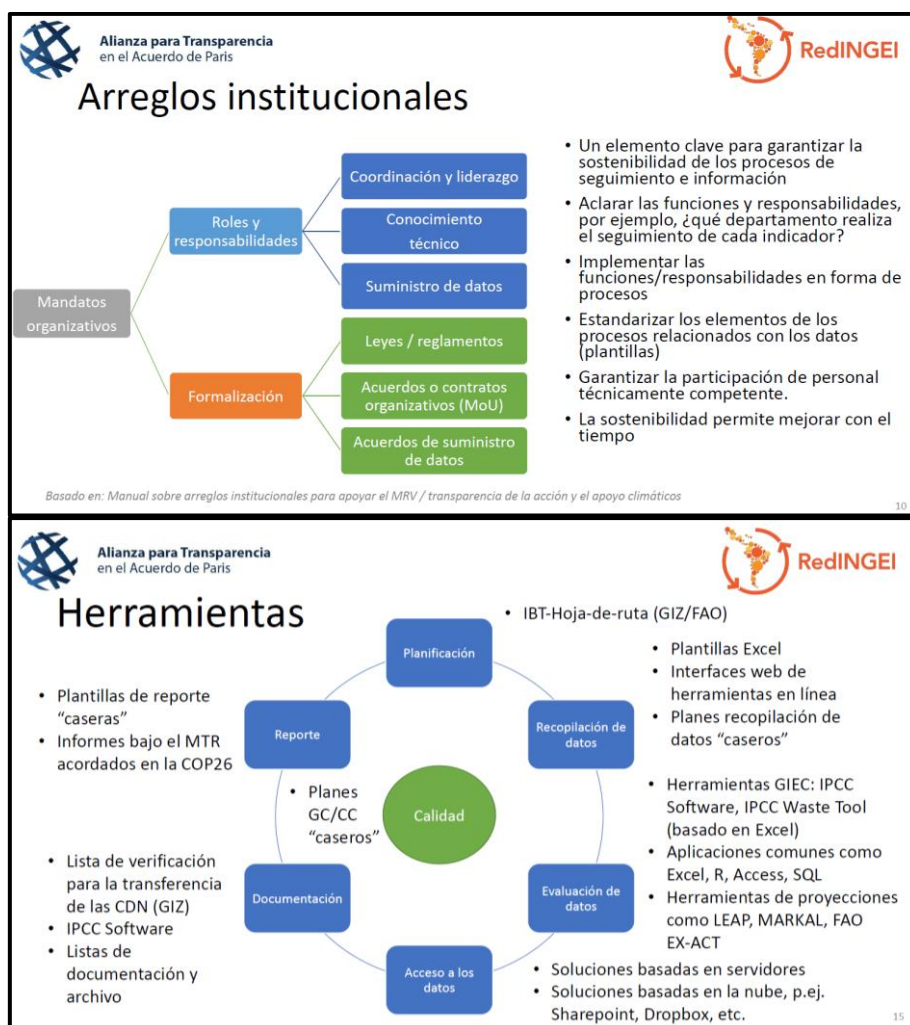 Alianza para Transparencia
en el Acuerdo de Paris
RedINGEI
Arreglos institucionales
Mandatos
organizativos
Roles y
responsabilidades
Formalización
Coordinación y liderazgo
Conocimiento
técnico
Suministro de datos
Leyes / reglamentos
Acuerdos o contratos
organizativos (MoU)
Acuerdos de suministro
de datos
• Un elemento clave para garantizar la
sostenibilidad de los procesos de
seguimiento e información
• Aclarar las funciones y responsabilidades,
por ejemplo, ¿qué departamento realiza
el seguimiento de cada indicador?
• Implementar las
funciones/responsabilidades en forma de
procesos
• Estandarizar los elementos de los
procesos relacionados con los datos
(plantillas)
• Garantizar la participación de personal
técnicamente competente.
• La sostenibilidad permite mejorar con el
tiempo
Basado en: Manual sobre arreglos institucionales para apoyar el MRV / transparencia de la acción y el apoyo climáticos
10
Alianza para Transparencia
en el Acuerdo de Paris
RedINGEI
Herramientas
Planificación
• IBT-Hoja-de-ruta (GIZ/FAO)
Recopilación de
datos
• Plantillas Excel
• Interfaces web de
herramientas en línea
• Planes recopilación de
datos "caseros"
Evaluación de
datos
• Herramientas GIEC: IPCC
Software, IPCC Waste Tool
(basado en Excel)
• Aplicaciones comunes como
Excel, R, Access, SQL
• Herramientas de proyecciones
como LEAP, MARKAL, FAO
EX-ACT
Acceso a los
datos
• Soluciones basadas en servidores
• Soluciones basadas en la nube, p.ej.
Sharepoint, Dropbox, etc.
Documentación
• Lista de verificación
para la transferencia
de las CDN (GIZ)
• IPCC Software
• Listas de
documentación y
archivo
Reporte
• Plantillas de reporte
"caseras"
• Informes bajo el MTR
acordados en la COP26
• Planes
GC/CC
"caseros"
Calidad
15